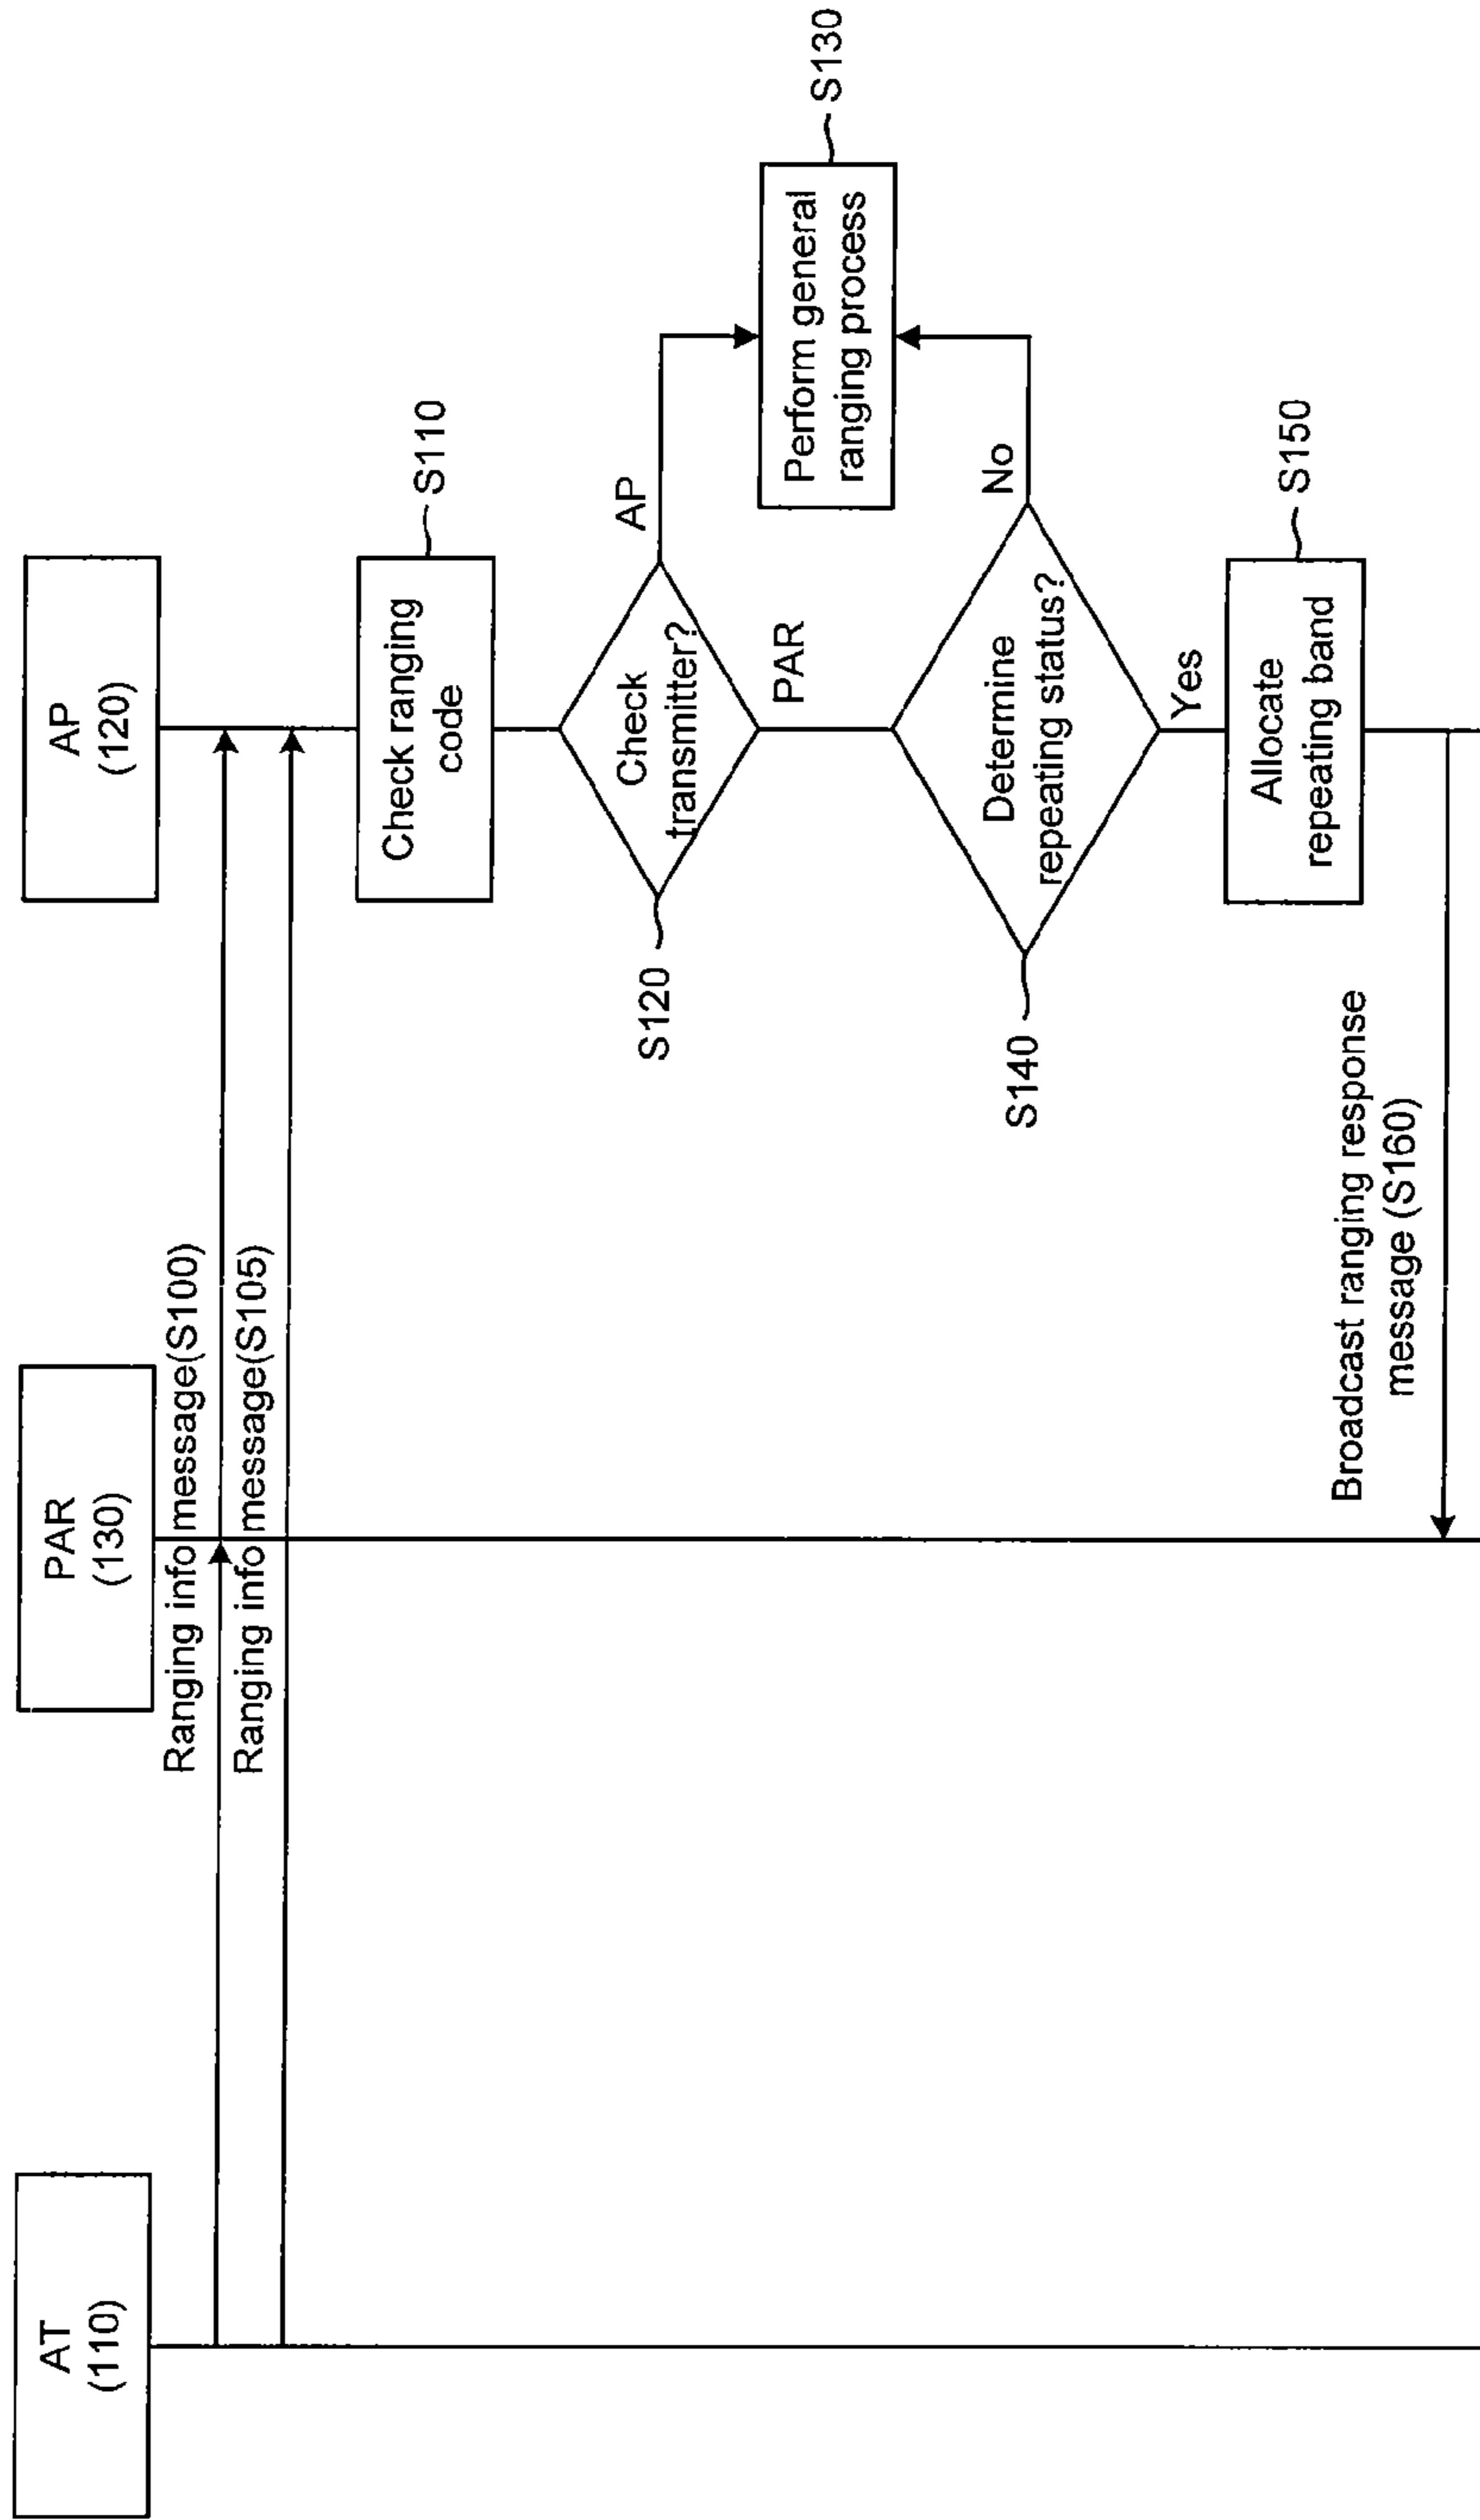 AT
(110)
PAR
(130)
AP
(120)
Ranging info message(S100)
Ranging info message(S105)
Check ranging
code
S110
Check
transmitter?
S120
AP
PAR
Perform general
ranging process
S130
Determine
repeating status?
S140
No
Yes
Allocate
repeating band
S150
Broadcast ranging response
message (S160)